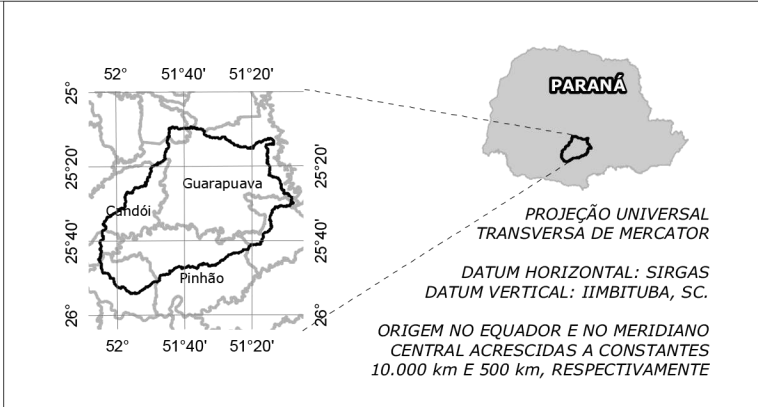 52° 51°40' 51°20'
25°
25°20'
25°40'
26°
Guarapuava
Candói
Pinhão
25°20'
25°40'
26°
52° 51°40' 51°20'
PARANÁ
PROJEÇÃO UNIVERSAL
TRANSVERSA DE MERCATOR
DATUM HORIZONTAL: SIRGAS
DATUM VERTICAL: IIMBITUBA, SC.
ORIGEM NO EQUADOR E NO MERIDIANO
CENTRAL ACRESCIDAS A CONSTANTES
10.000 km E 500 km, RESPECTIVAMENTE